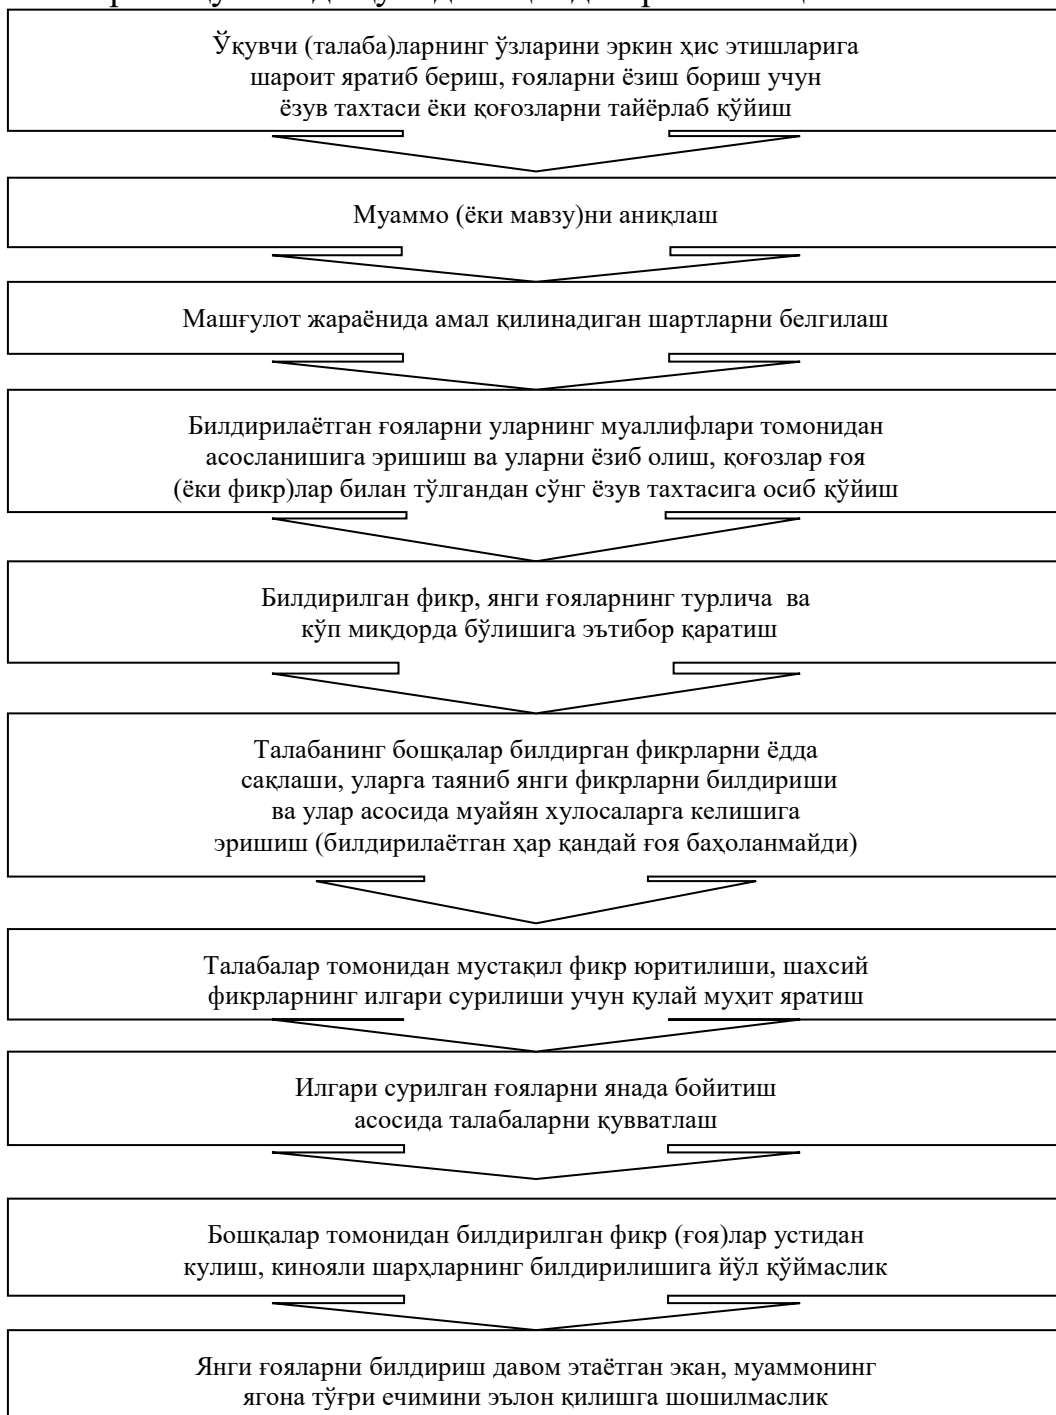 Ўқувчи (талаба)ларнинг ўзларини эркин ҳис этишларига
шароит яратиб бериш, ғояларни ёзиш бориш учун
ёзув тахтаси ёки қоғозларни тайёрлаб қўйиш
Муаммо (ёки мавзу)ни аниқлаш
Машғулот жараёнида амал қилинадиган шартларни белгилаш
Билдирилаётган ғояларни уларнинг муаллифлари томонидан
асосланишига эришиш ва уларни ёзиб олиш, қоғозлар ғоя
(ёки фикр)лар билан тўлгандан сўнг ёзув тахтасига осиб қўйиш
Билдирилган фикр, янги ғояларнинг турлича ва
кўп миқдорда бўлишига эътибор қаратиш
Талабанинг бошқалар билдирган фикрларни ёдда
сақлаши, уларга таяниб янги фикрларни билдириши
ва улар асосида муайян хулосаларга келишига
эришиш (билдирилаётган ҳар қандай ғоя баҳоланмайди)
Талабалар томонидан мустақил фикр юритилиши, шахсий
фикрларнинг илгари сурилиши учун қулай муҳит яратиш
Илгари сурилган ғояларни янада бойитиш
асосида талабаларни қувватлаш
Бошқалар томонидан билдирилган фикр (ғоя)лар устидан
кулиш, кинояли шарҳларнинг билдирилишига йўл қўймаслик
Янги ғояларни билдириш давом этаётган экан, муаммонинг
ягона тўғри ечимини эълон қилишга шошилмаслик